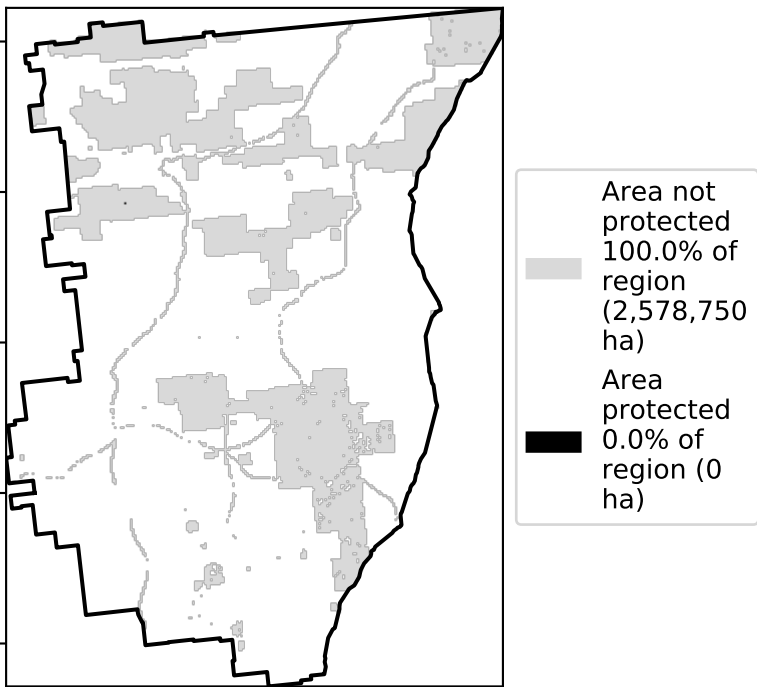 Area not
protected
100.0% of
region
(2,578,750
ha)
Area
protected
0.0% of
region (0
ha)